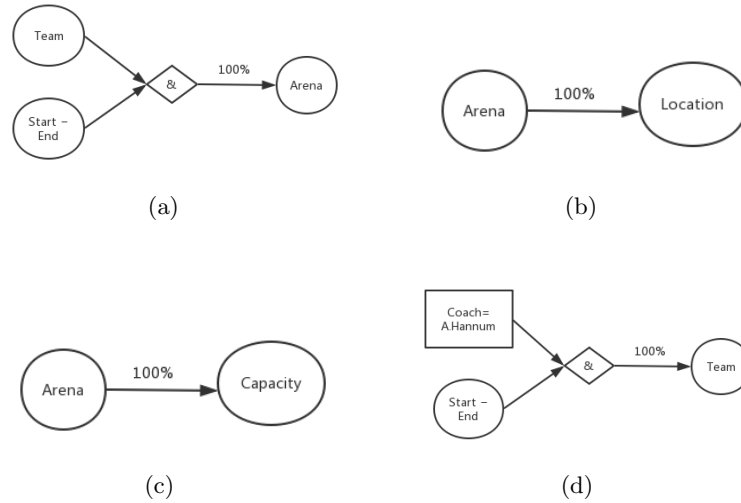 Team
&
100%
Arena
Start –
End
(a)
Arena
100%
Location
(b)
Arena
100%
Capacity
(c)
Coach=
A.Hannum
&
100%
Team
Start –
End
(d)